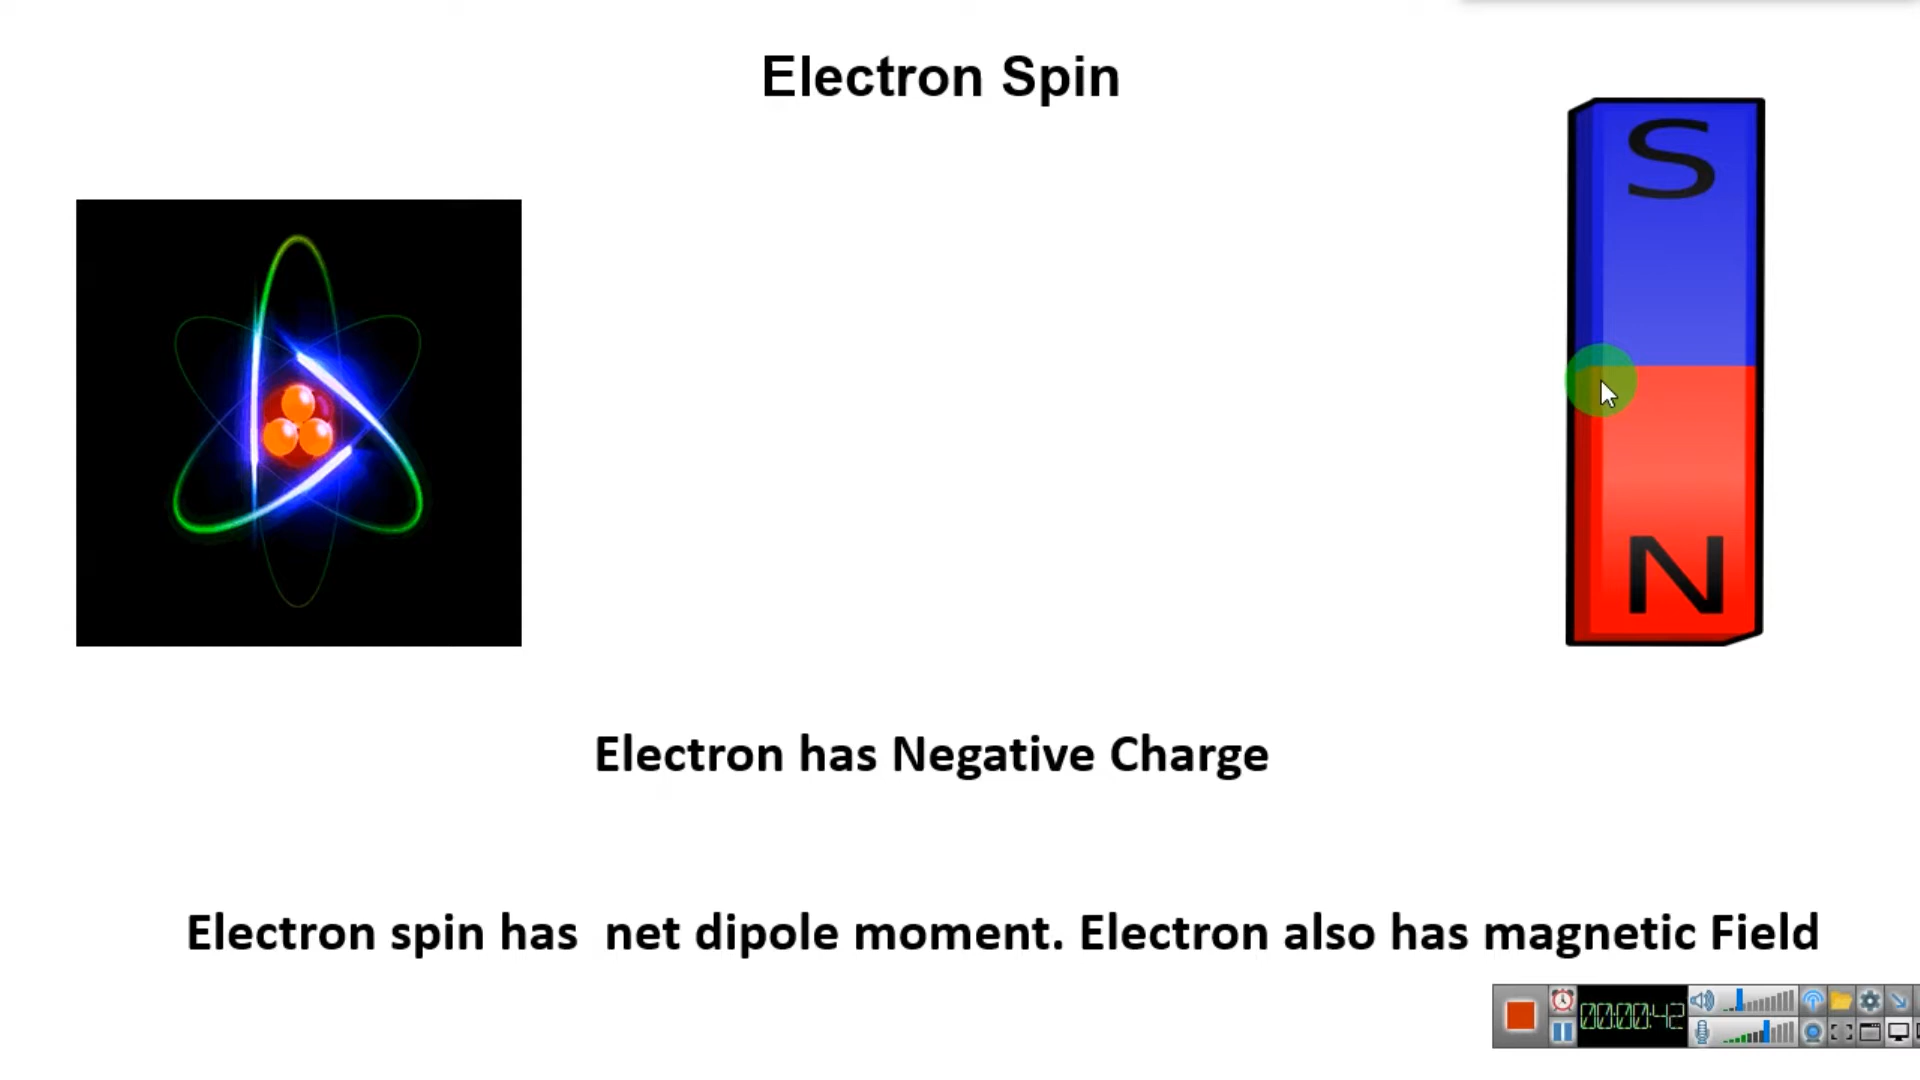 Electron Spin
S
N
Electron has Negative Charge
Electron spin has  net dipole moment. Electron also has magnetic Field
00:00:42